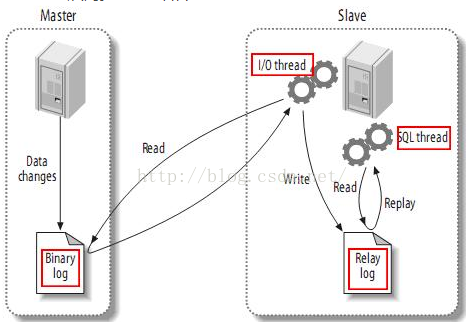 Master
Slave
I/O thread
SQL thread
Data
changes
Read
http://blog.csdn.net/
Write
Read
Replay
Binary
log
Relay
log